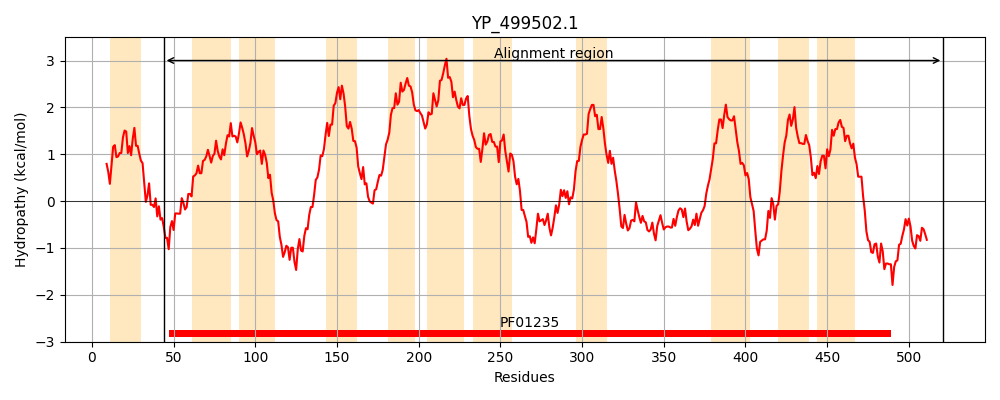 YP_499502.1
Alignment region
3
2
1
0
−1
−2
−3
Hydropathy (kcal/mol)
PF01235
0 50 100 150 200 250 300 350 400 450 500
Residues